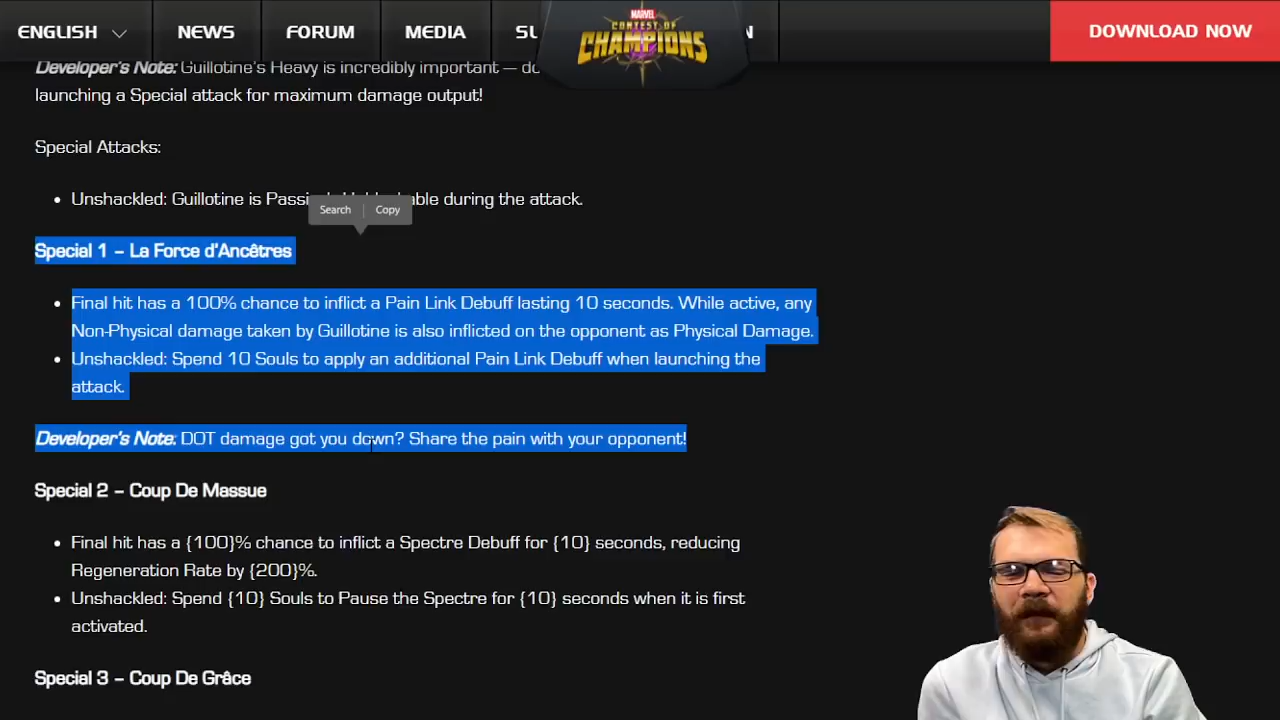 ENGLISH NEWS FORUM MEDIA
MARVEL
CONTEST OF
CHAMPIONS
DOWNLOAD NOW
Developer's Note: Guillotine's Heavy is incredibly important —
launching a Special attack for maximum damage output!
Special Attacks:
• Unshackled: Guillotine is during the attack.
Search Copy
Special 1 – La Force d'Ancêtres
• Final hit has a 100% chance to inflict a Pain Link Debuff lasting 10 seconds. While active, any
Non-Physical damage taken by Guillotine is also inflicted on the opponent as Physical Damage.
• Unshackled: Spend 10 Souls to apply an additional Pain Link Debuff when launching the
attack.
Developer's Note: DOT damage got you down? Share the pain with your opponent!
Special 2 – Coup De Massue
• Final hit has a {100}% chance to inflict a Spectre Debuff for {10} seconds, reducing
Regeneration Rate by {200}%.
• Unshackled: Spend {10} Souls to Pause the Spectre for {10} seconds when it is first
activated.
Special 3 – Coup De Grâce